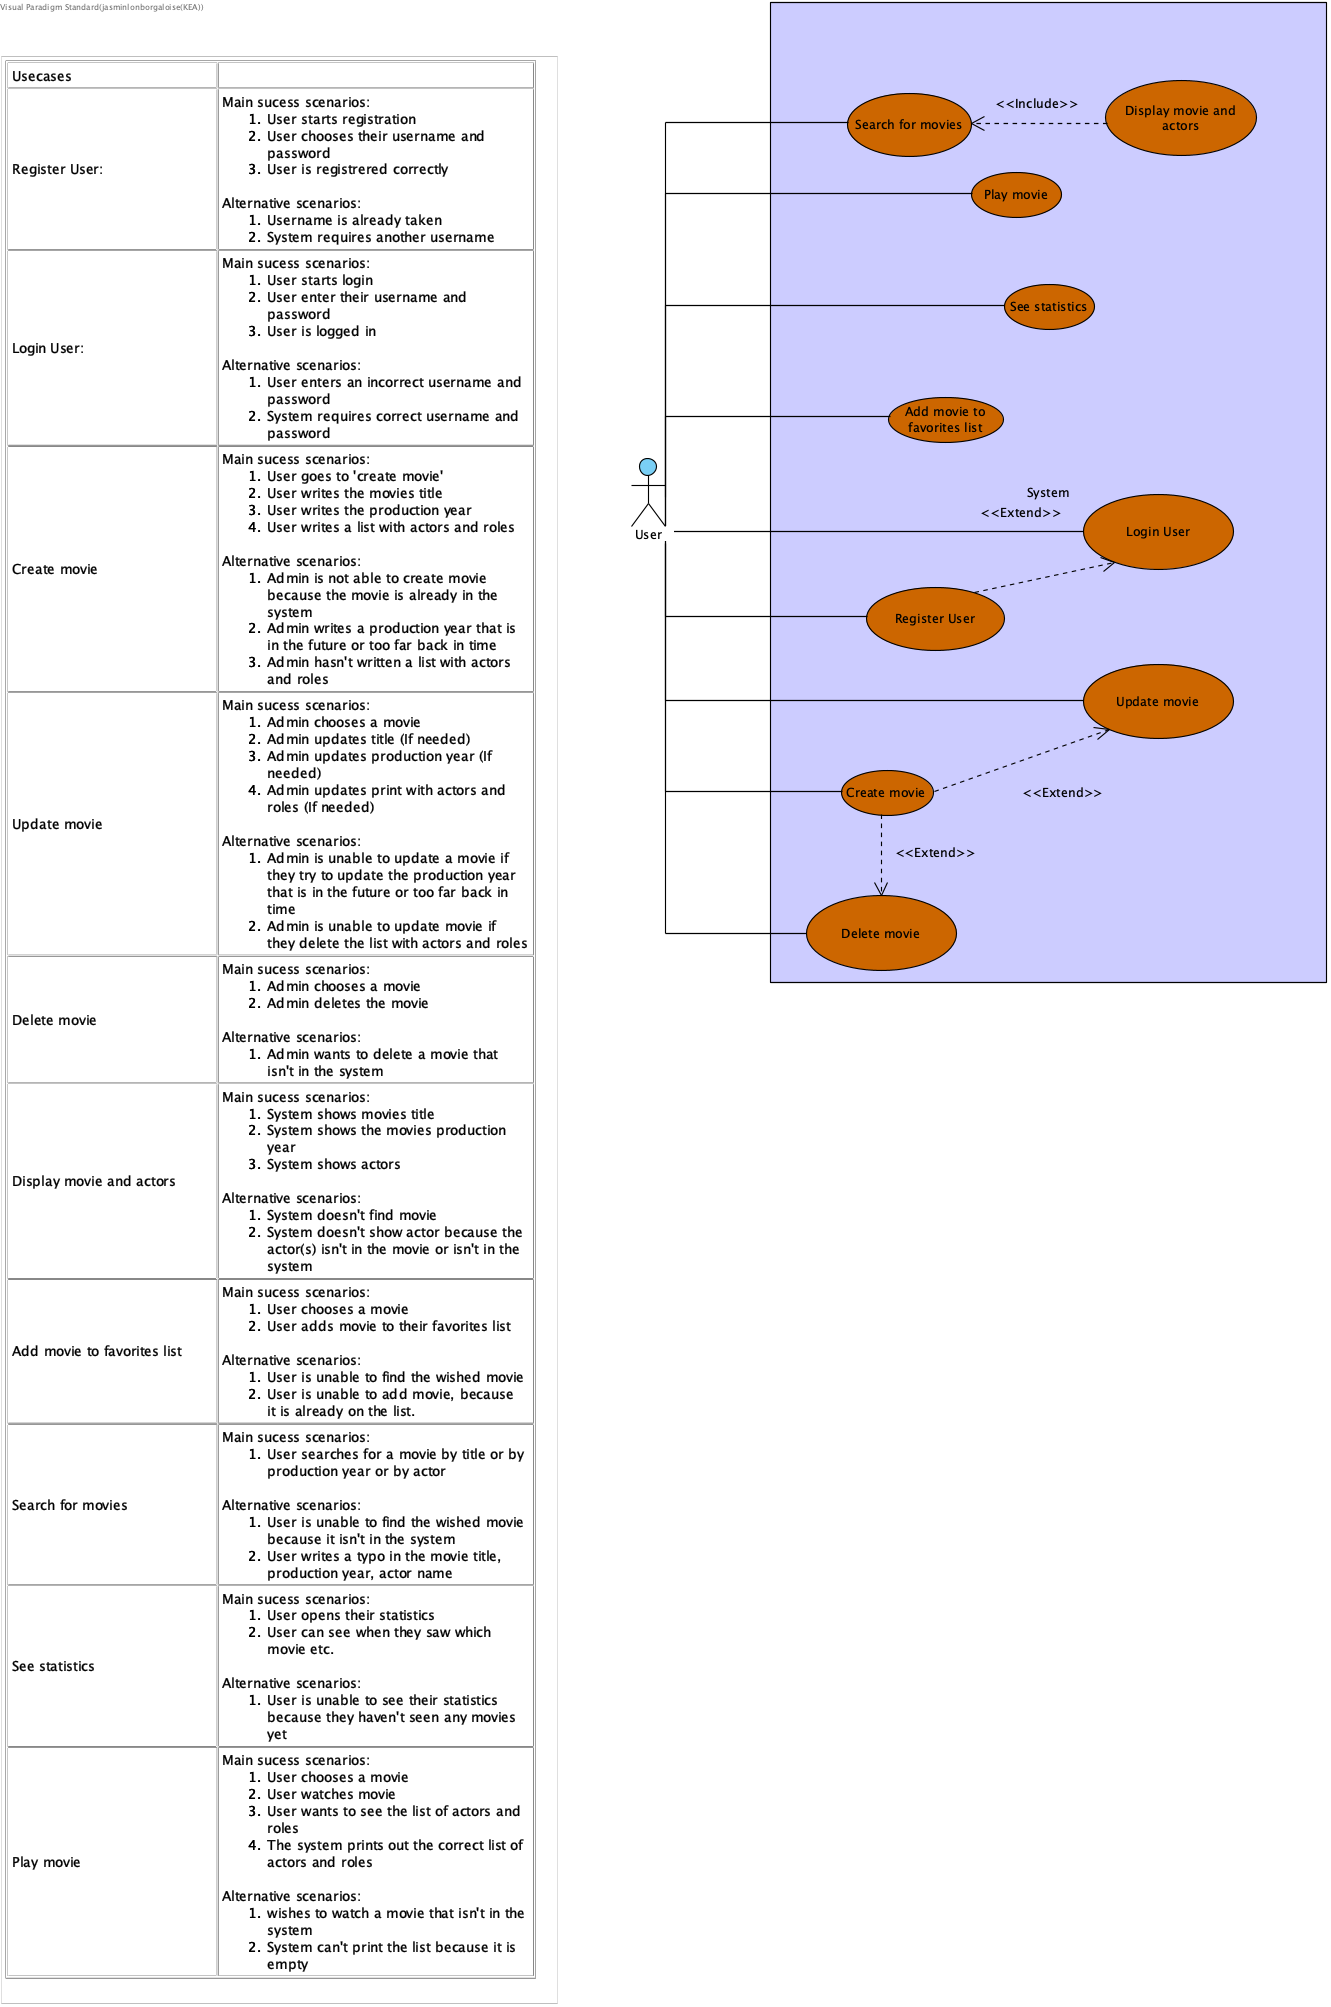 Visual Paradigm Standard(jasminlonborgaloise(KEA))
Usecases
Register User:
Main sucess scenarios:
1. User starts registration
2. User chooses their username and
password
3. User is registrered correctly
Alternative scenarios:
1. Username is already taken
2. System requires another username
Login User:
Main sucess scenarios:
1. User starts login
2. User enter their username and
password
3. User is logged in
Alternative scenarios:
1. User enters an incorrect username and
password
2. System requires correct username and
password
Create movie
Main sucess scenarios:
1. User goes to 'create movie'
2. User writes the movies title
3. User writes the production year
4. User writes a list with actors and roles
Alternative scenarios:
1. Admin is not able to create movie
because the movie is already in the
system
2. Admin writes a production year that is
in the future or too far back in time
3. Admin hasn't written a list with actors
and roles
Update movie
Main sucess scenarios:
1. Admin chooses a movie
2. Admin updates title (If needed)
3. Admin updates production year (If
needed)
4. Admin updates print with actors and
roles (If needed)
Alternative scenarios:
1. Admin is unable to update a movie if
they try to update the production year
that is in the future or too far back in
time
2. Admin is unable to update movie if
they delete the list with actors and roles
Delete movie
Main sucess scenarios:
1. Admin chooses a movie
2. Admin deletes the movie
Alternative scenarios:
1. Admin wants to delete a movie that
isn't in the system
Display movie and actors
Main sucess scenarios:
1. System shows movies title
2. System shows the movies production
year
3. System shows actors
Alternative scenarios:
1. System doesn't find movie
2. System doesn't show actor because the
actor(s) isn't in the movie or isn't in the
system
Add movie to favorites list
Main sucess scenarios:
1. User chooses a movie
2. User adds movie to their favorites list
Alternative scenarios:
1. User is unable to find the wished movie
2. User is unable to add movie, because
it is already on the list.
Search for movies
Main sucess scenarios:
1. User searches for a movie by title or by
production year or by actor
Alternative scenarios:
1. User is unable to find the wished movie
because it isn't in the system
2. User writes a typo in the movie title,
production year, actor name
See statistics
Main sucess scenarios:
1. User opens their statistics
2. User can see when they saw which
movie etc.
Alternative scenarios:
1. User is unable to see their statistics
because they haven't seen any movies
yet
Play movie
Main sucess scenarios:
1. User chooses a movie
2. User watches movie
3. User wants to see the list of actors and
roles
4. The system prints out the correct list of
actors and roles
Alternative scenarios:
1. wishes to watch a movie that isn't in the
system
2. System can't print the list because it is
empty
Search for movies
<<Include>>
Display movie and
actors
Play movie
See statistics
Add movie to
favorites list
User
System
<<Extend>>
Login User
Register User
Update movie
Create movie
<<Extend>>
<<Extend>>
Delete movie